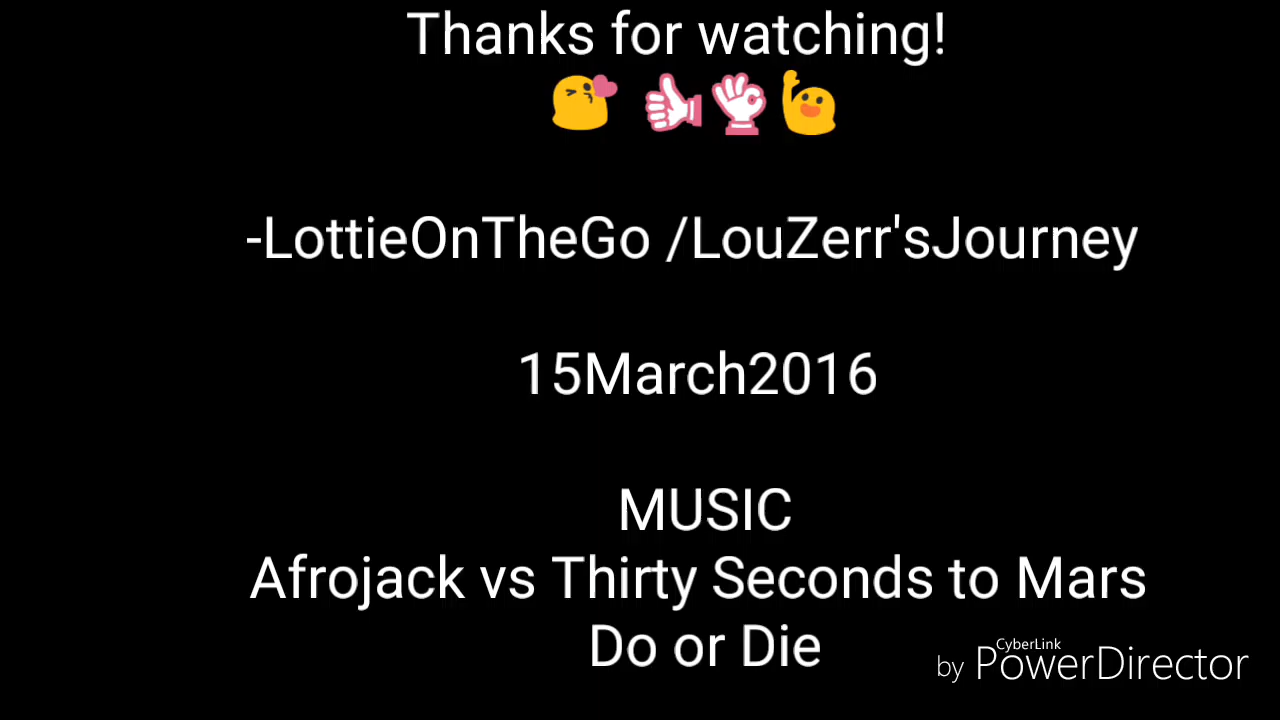 Thanks for watching!
😘 👍👌🙋
-LottieOnTheGo /LouZerr'sJourney
15March2016
MUSIC
Afrojack vs Thirty Seconds to Mars
Do or Die
by CyberLink PowerDirector